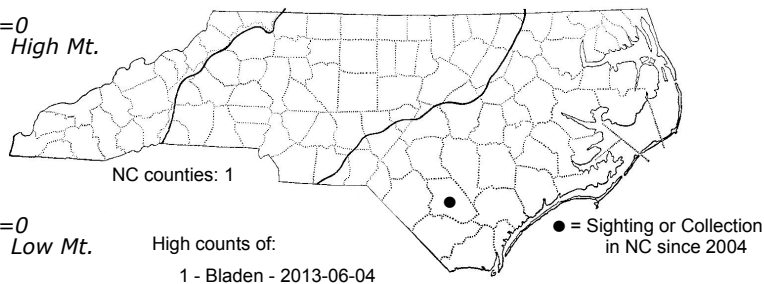 =0
High Mt.
NC counties: 1
=0
Low Mt.
High counts of:
1 - Bladen - 2013-06-04
● = Sighting or Collection
in NC since 2004